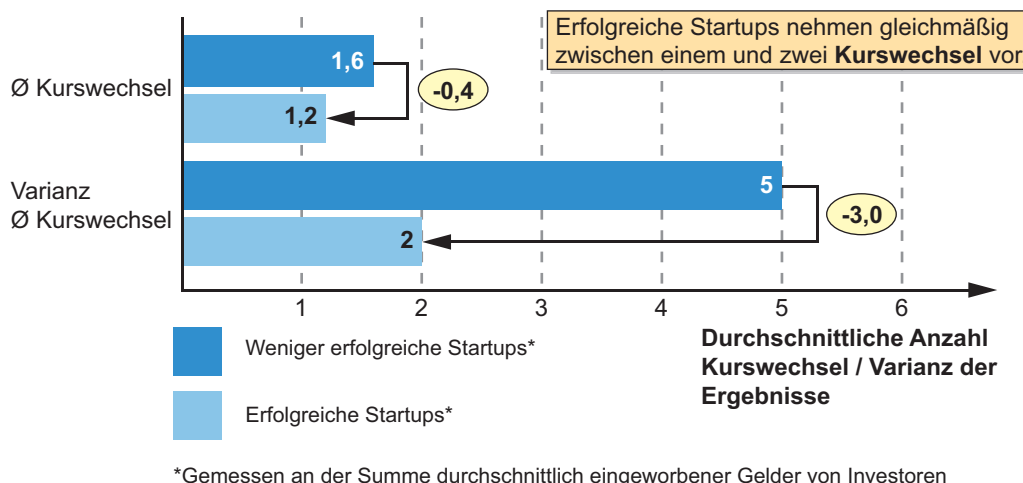 Erfolgreiche Startups nehmen gleichmäßig
zwischen einem und zwei Kurswechsel vor
Ø Kurswechsel
1,6
-0,4
1,2
Varianz
Ø Kurswechsel
5
-3,0
2
1 2 3 4 5 6
Durchschnittliche Anzahl
Kurswechsel / Varianz der
Ergebnisse
Weniger erfolgreiche Startups*
Erfolgreiche Startups*
*Gemessen an der Summe durchschnittlich eingeworbener Gelder von Investoren